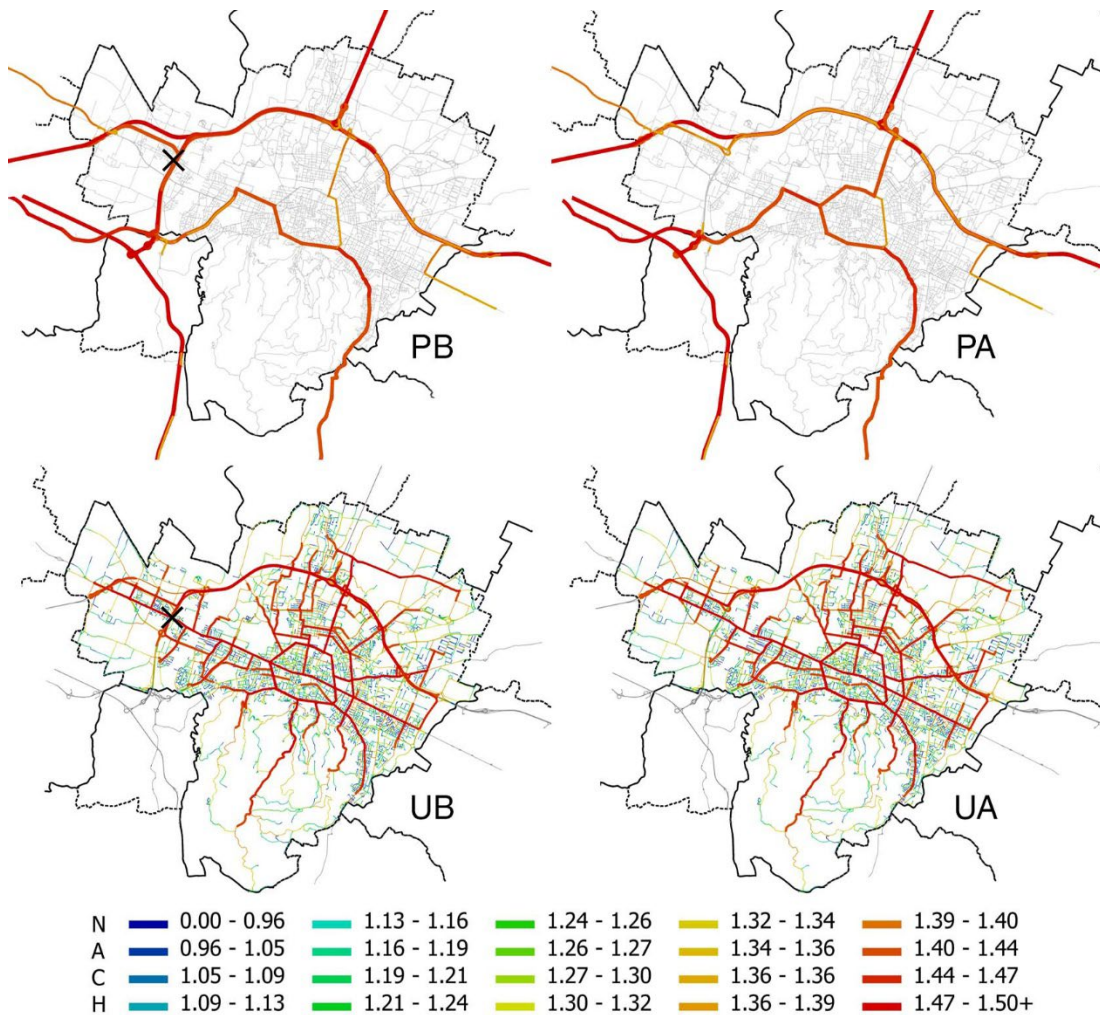 PB
PA
UB
UA
N 0.00 - 0.96 1.13 - 1.16 1.24 - 1.26 1.32 - 1.34 1.39 - 1.40
A 0.96 - 1.05 1.16 - 1.19 1.26 - 1.27 1.34 - 1.36 1.40 - 1.44
C 1.05 - 1.09 1.19 - 1.21 1.27 - 1.30 1.36 - 1.36 1.44 - 1.47
H 1.09 - 1.13 1.21 - 1.24 1.30 - 1.32 1.36 - 1.39 1.47 - 1.50+